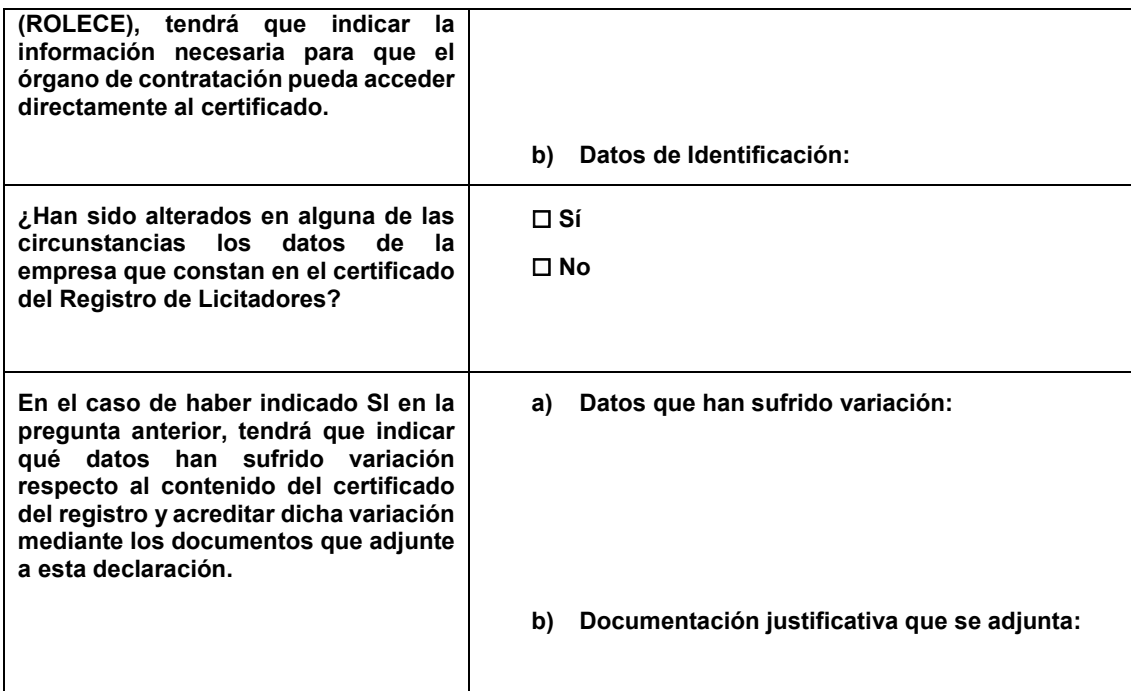 (ROLECE), tendrá que indicar la
información necesaria para que el
órgano de contratación pueda acceder
directamente al certificado.
b) Datos de Identificación:
¿Han sido alterados en alguna de las
circunstancias los datos de la
empresa que constan en el certificado
del Registro de Licitadores?
☐ Sí
☐ No
En el caso de haber indicado SI en la
pregunta anterior, tendrá que indicar
qué datos han sufrido variación
respecto al contenido del certificado
del registro y acreditar dicha variación
mediante los documentos que adjunte
a esta declaración.
a) Datos que han sufrido variación:
b) Documentación justificativa que se adjunta: